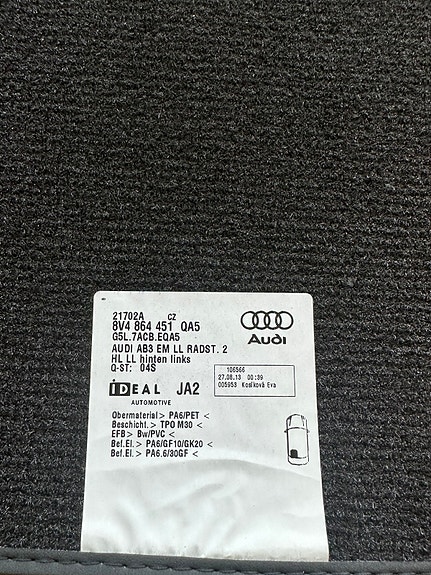 21702A CZ
8V4 864 451 QA5
G5L.7ACB.EQA5
AUDI AB3 EM LL RADST. 2
HL LL hinten links
Q-ST: 04S
Audi
106566
27.08.13 00:39
005953 Koslíková Eva
IDEAL JA2
AUTOMOTIVE
Obermaterial > PA6/PET <
Beschicht. > TPO M30 <
EFB > Bw/PVC <
Bef.El. > PA6/GF10/GK20 <
Bef.El. > PA6.6/30GF <